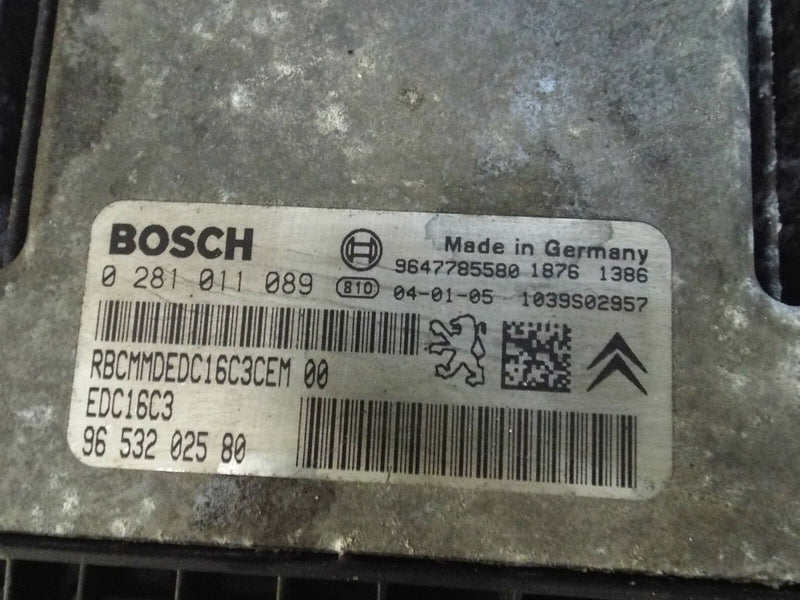 BOSCH
Made in Germany
9647785580 1876 1386
0 281 011 089 810 04-01-05 1039S02957
RBCMMDEDC16C3CEM 00
EDC16C3
96 532 025 80